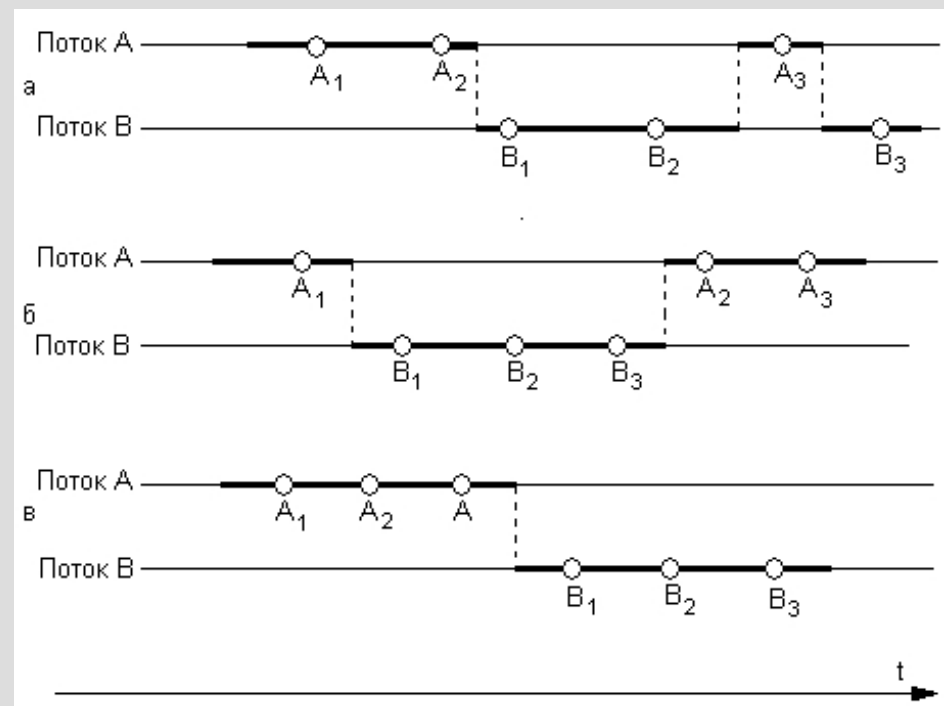 Поток А
A1 A2 A3
а
Поток В
B1 B2 B3
Поток А
A1 A2 A3
б
Поток В
B1 B2 B3
Поток А
A1 A2 A
в
Поток В
B1 B2 B3
t